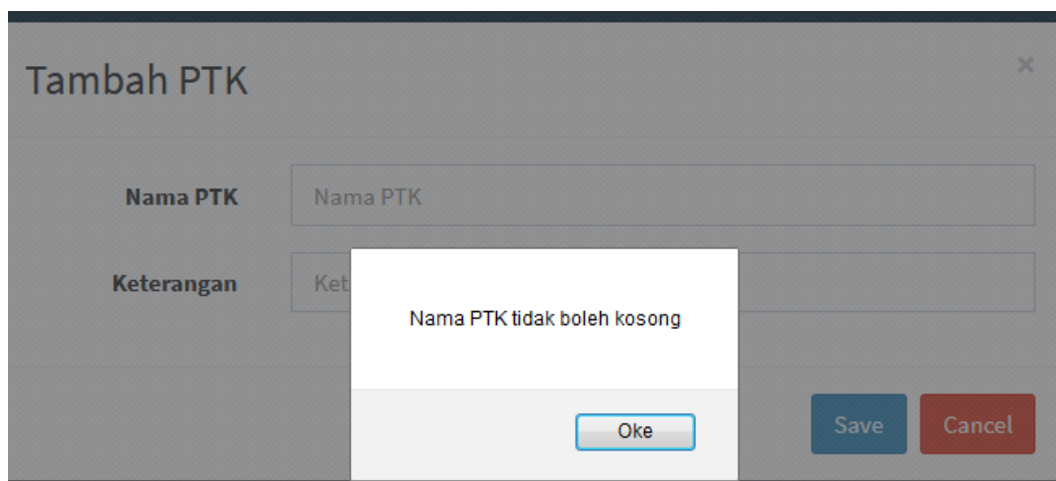 Tambah PTK
×
Nama PTK Nama PTK
Keterangan Ket
Nama PTK tidak boleh kosong
Oke
Save Cancel